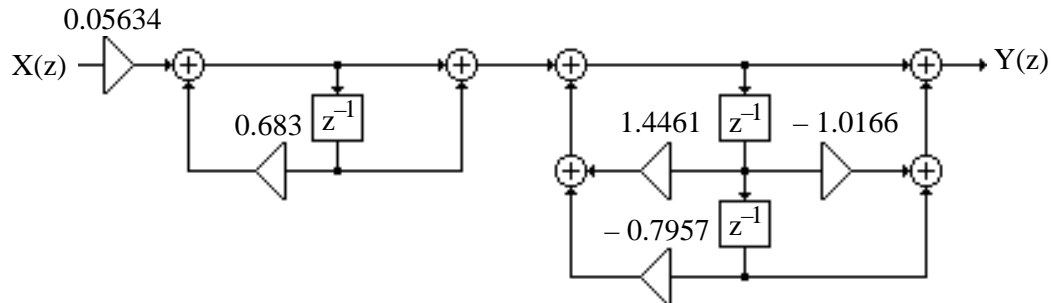 0.05634
X(z)
Y(z)
z⁻¹
z⁻¹
0.683
1.4461
– 1.0166
z⁻¹
– 0.7957